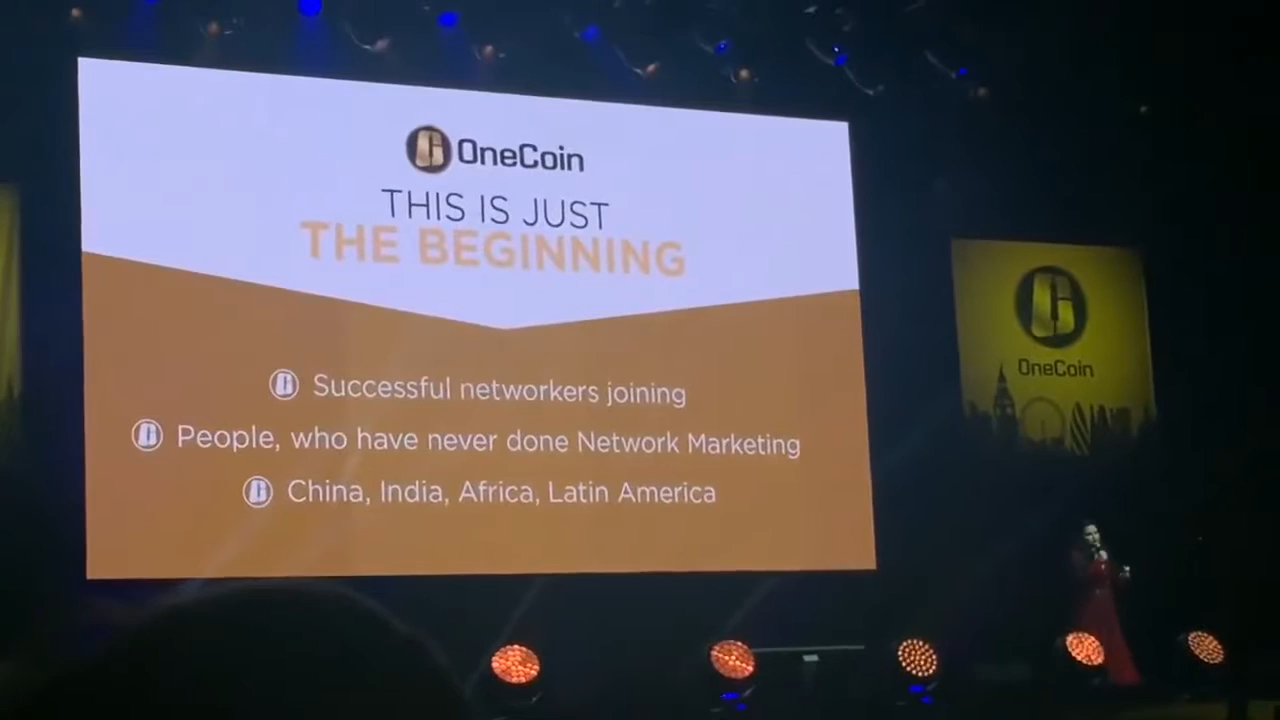 OneCoin
THIS IS JUST
THE BEGINNING
Successful networkers joining
People, who have never done Network Marketing
China, India, Africa, Latin America
OneCoin